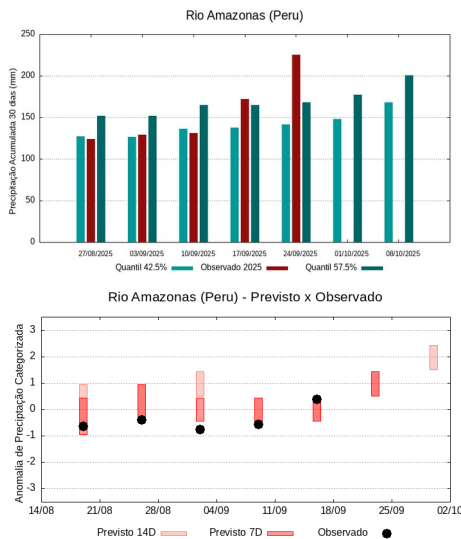 Rio Amazonas (Peru)
Precipitação Acumulada 30 dias (mm)
250
200
150
100
50
0
27/08/2025 03/09/2025 10/09/2025 17/09/2025 24/09/2025 01/10/2025 08/10/2025
Quantil 42.5% Observado 2025 Quantil 57.5%
Rio Amazonas (Peru) - Previsto x Observado
Anomalia de Preciptação Categorizada
3
2
1
0
-1
-2
-3
14/08 21/08 28/08 04/09 11/09 18/09 25/09 02/10
Previsto 14D Previsto 7D Observado